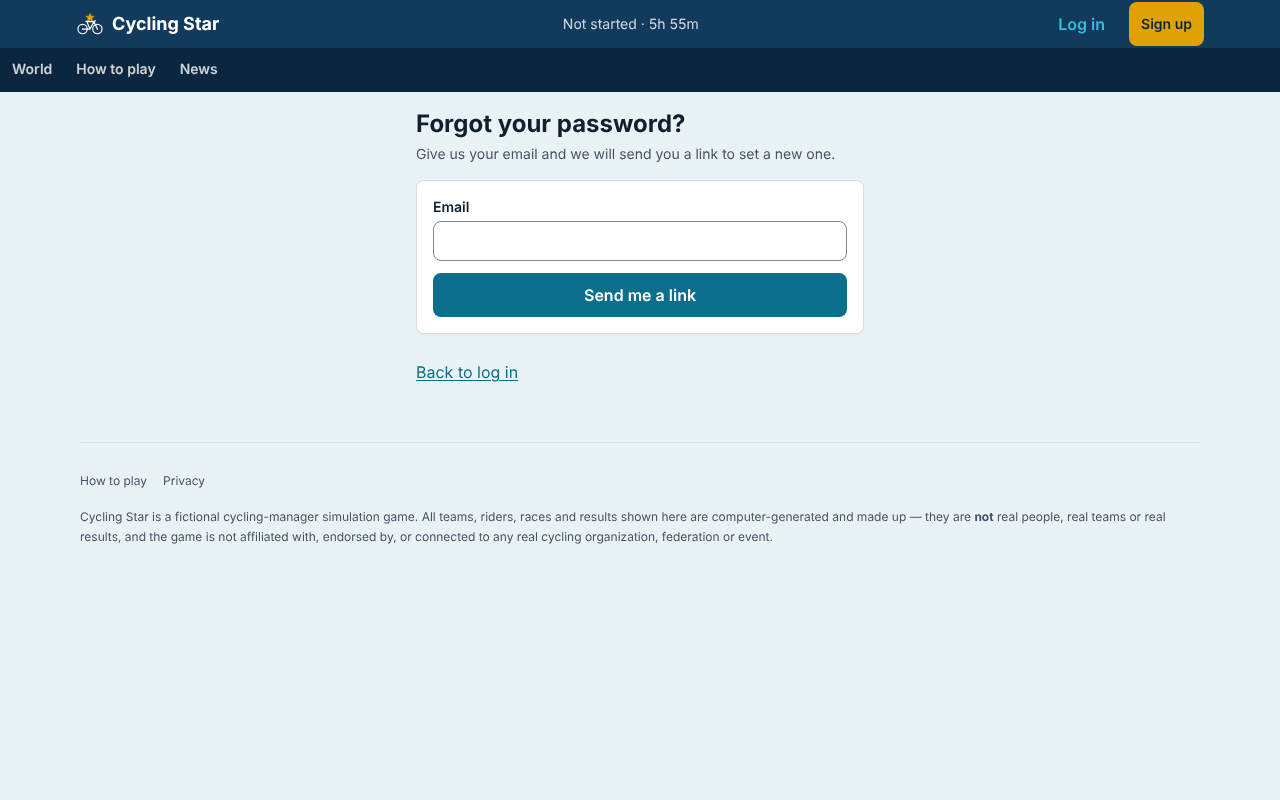 Cycling Star
Not started · 5h 55m
Log in
Sign up
World
How to play
News
Forgot your password?
Give us your email and we will send you a link to set a new one.
Email
Send me a link
Back to log in
How to play
Privacy
Cycling Star is a fictional cycling-manager simulation game. All teams, riders, races and results shown here are computer-generated and made up — they are not real people, real teams or real
results, and the game is not affiliated with, endorsed by, or connected to any real cycling organization, federation or event.